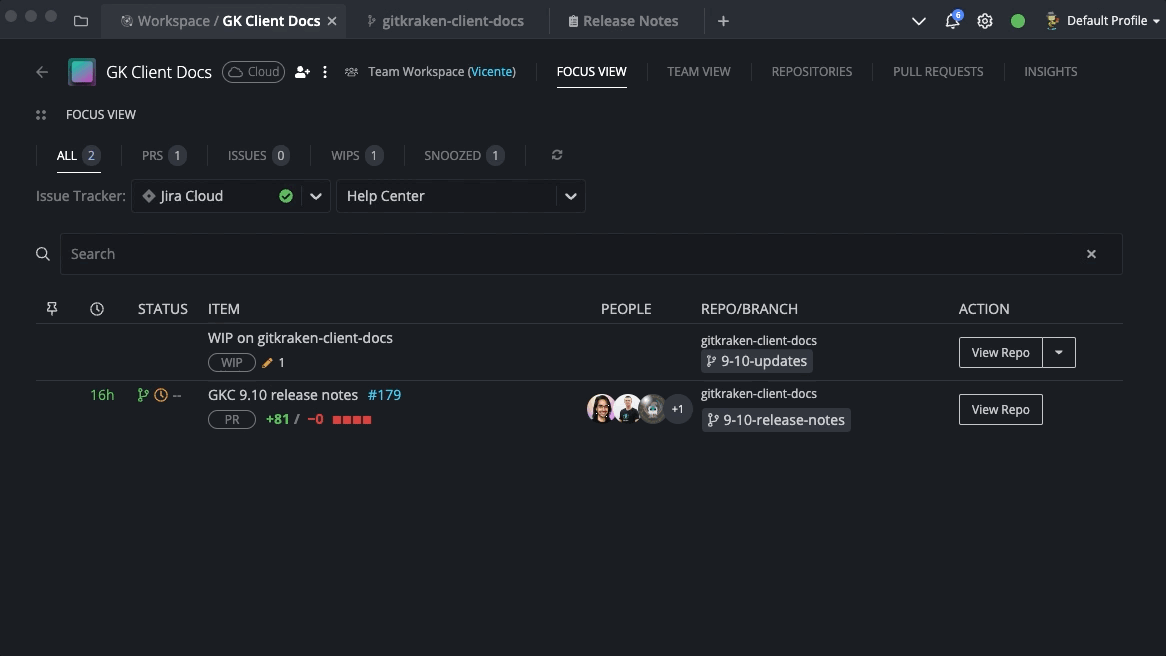 Workspace / GK Client Docs
gitkraken-client-docs
Release Notes
6
Default Profile
GK Client Docs
Cloud
Team Workspace (Vicente)
FOCUS VIEW
TEAM VIEW
REPOSITORIES
PULL REQUESTS
INSIGHTS
FOCUS VIEW
ALL 2
PRS 1
ISSUES 0
WIPS 1
SNOOZED 1
Issue Tracker:
Jira Cloud
Help Center
Search
STATUS
ITEM
PEOPLE
REPO/BRANCH
ACTION
WIP on gitkraken-client-docs
WIP
1
gitkraken-client-docs
9-10-updates
View Repo
16h
--
GKC 9.10 release notes #179
PR
+81 / −0
+1
gitkraken-client-docs
9-10-release-notes
View Repo